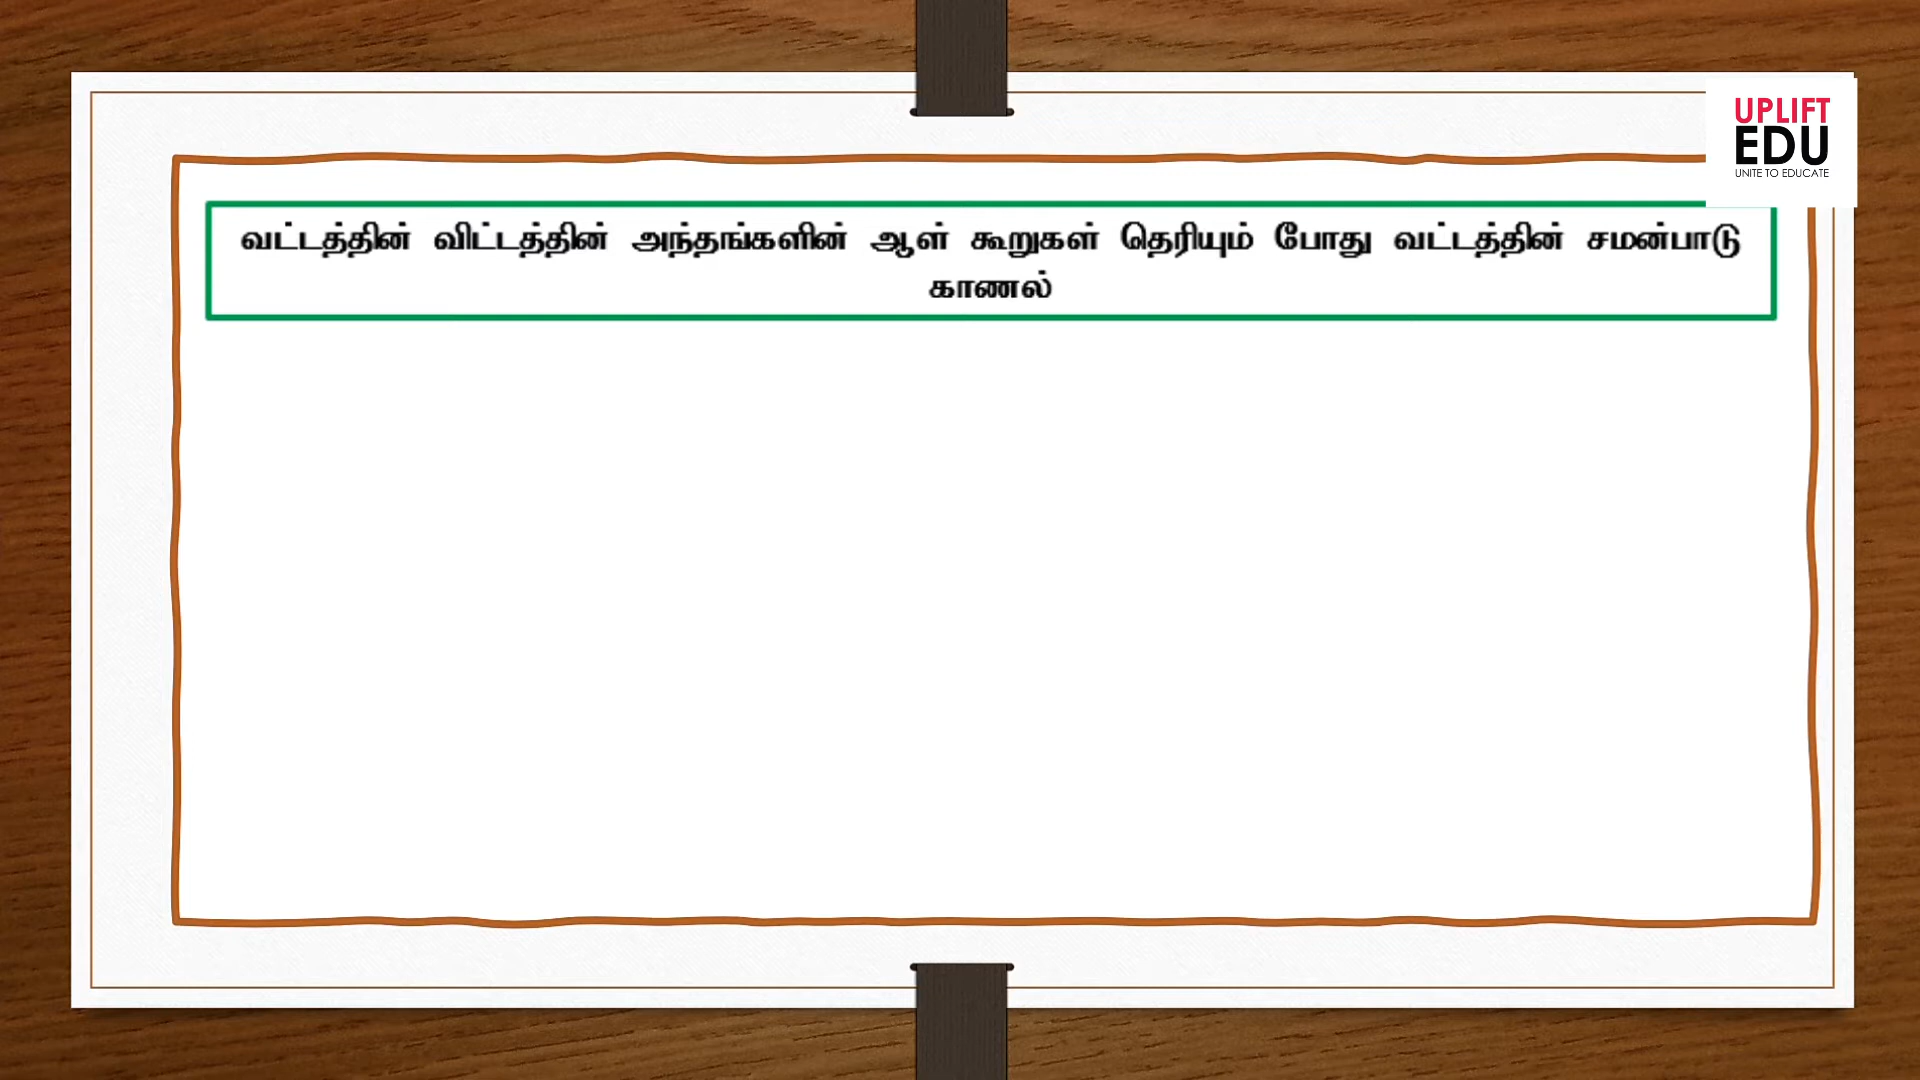 UPLIFT
EDU
UNITE TO EDUCATE
வட்டத்தின் விட்டத்தின் அந்தங்களின் ஆள் கூறுகள் தெரியும் போது வட்டத்தின் சமன்பாடு
காணல்